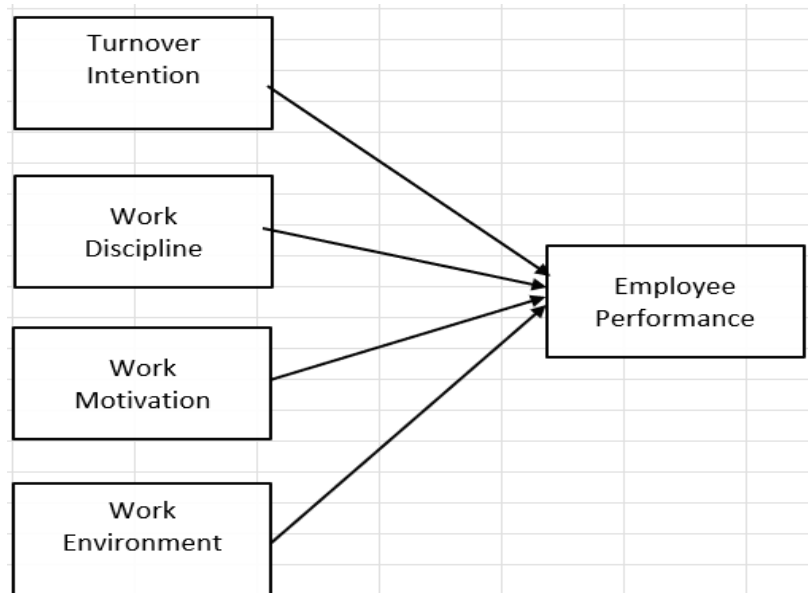 Turnover
Intention
Work
Discipline
Employee
Performance
Work
Motivation
Work
Environment